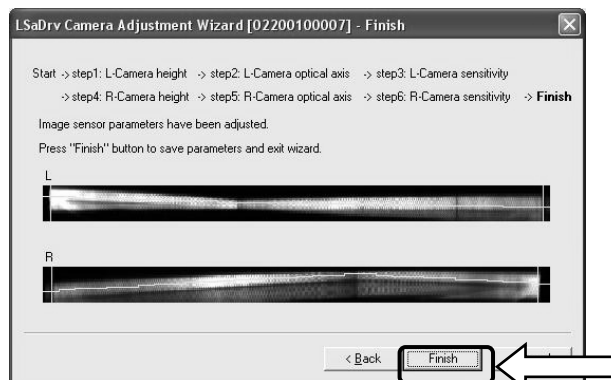 LSaDrv Camera Adjustment Wizard [02200100007] - Finish
Start -> step1: L-Camera height -> step2: L-Camera optical axis -> step3: L-Camera sensitivity
-> step4: R-Camera height -> step5: R-Camera optical axis -> step6: R-Camera sensitivity -> Finish
Image sensor parameters have been adjusted.
Press "Finish" button to save parameters and exit wizard.
L
R
< Back Finish